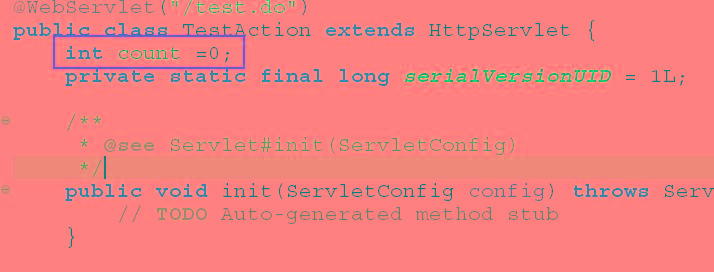 @WebServlet("/test.do")
public class TestAction extends HttpServlet {
int count =0;
private static final long serialVersionUID = 1L;
/**
* @see Servlet#init(ServletConfig)
*/
public void init(ServletConfig config) throws Serv
// TODO Auto-generated method stub
}